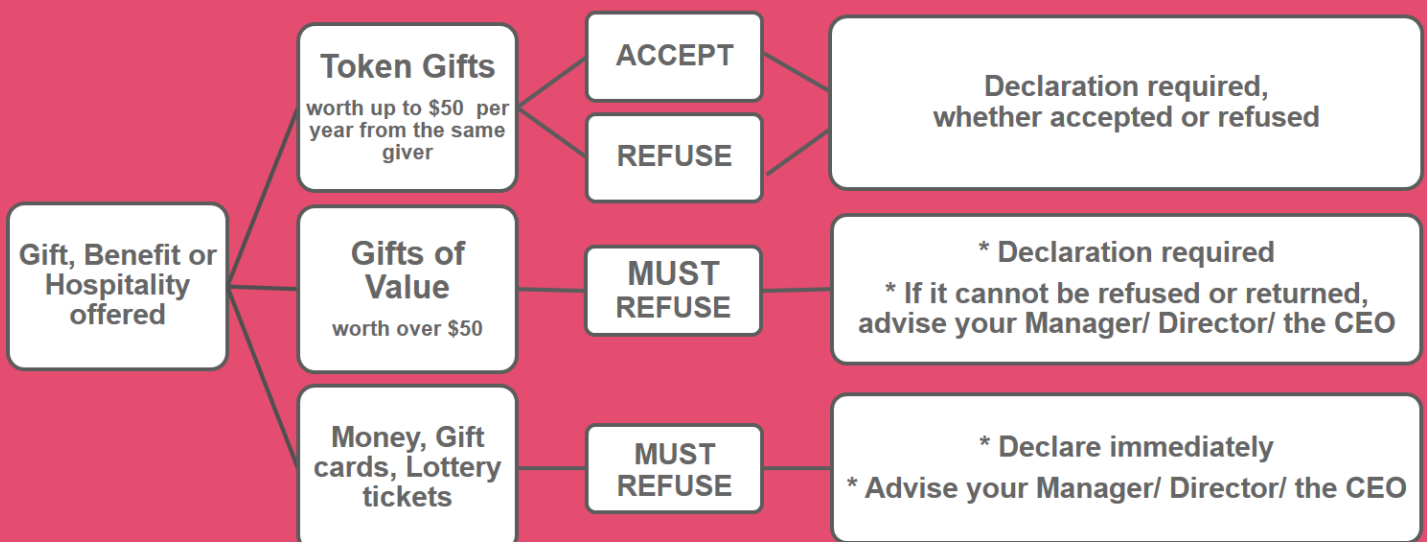 Gift, Benefit or
Hospitality
offered
Token Gifts
worth up to $50 per
year from the same
giver
ACCEPT
REFUSE
Declaration required,
whether accepted or refused
Gifts of
Value
worth over $50
MUST
REFUSE
* Declaration required
* If it cannot be refused or returned,
advise your Manager/ Director/ the CEO
Money, Gift
cards, Lottery
tickets
MUST
REFUSE
* Declare immediately
* Advise your Manager/ Director/ the CEO